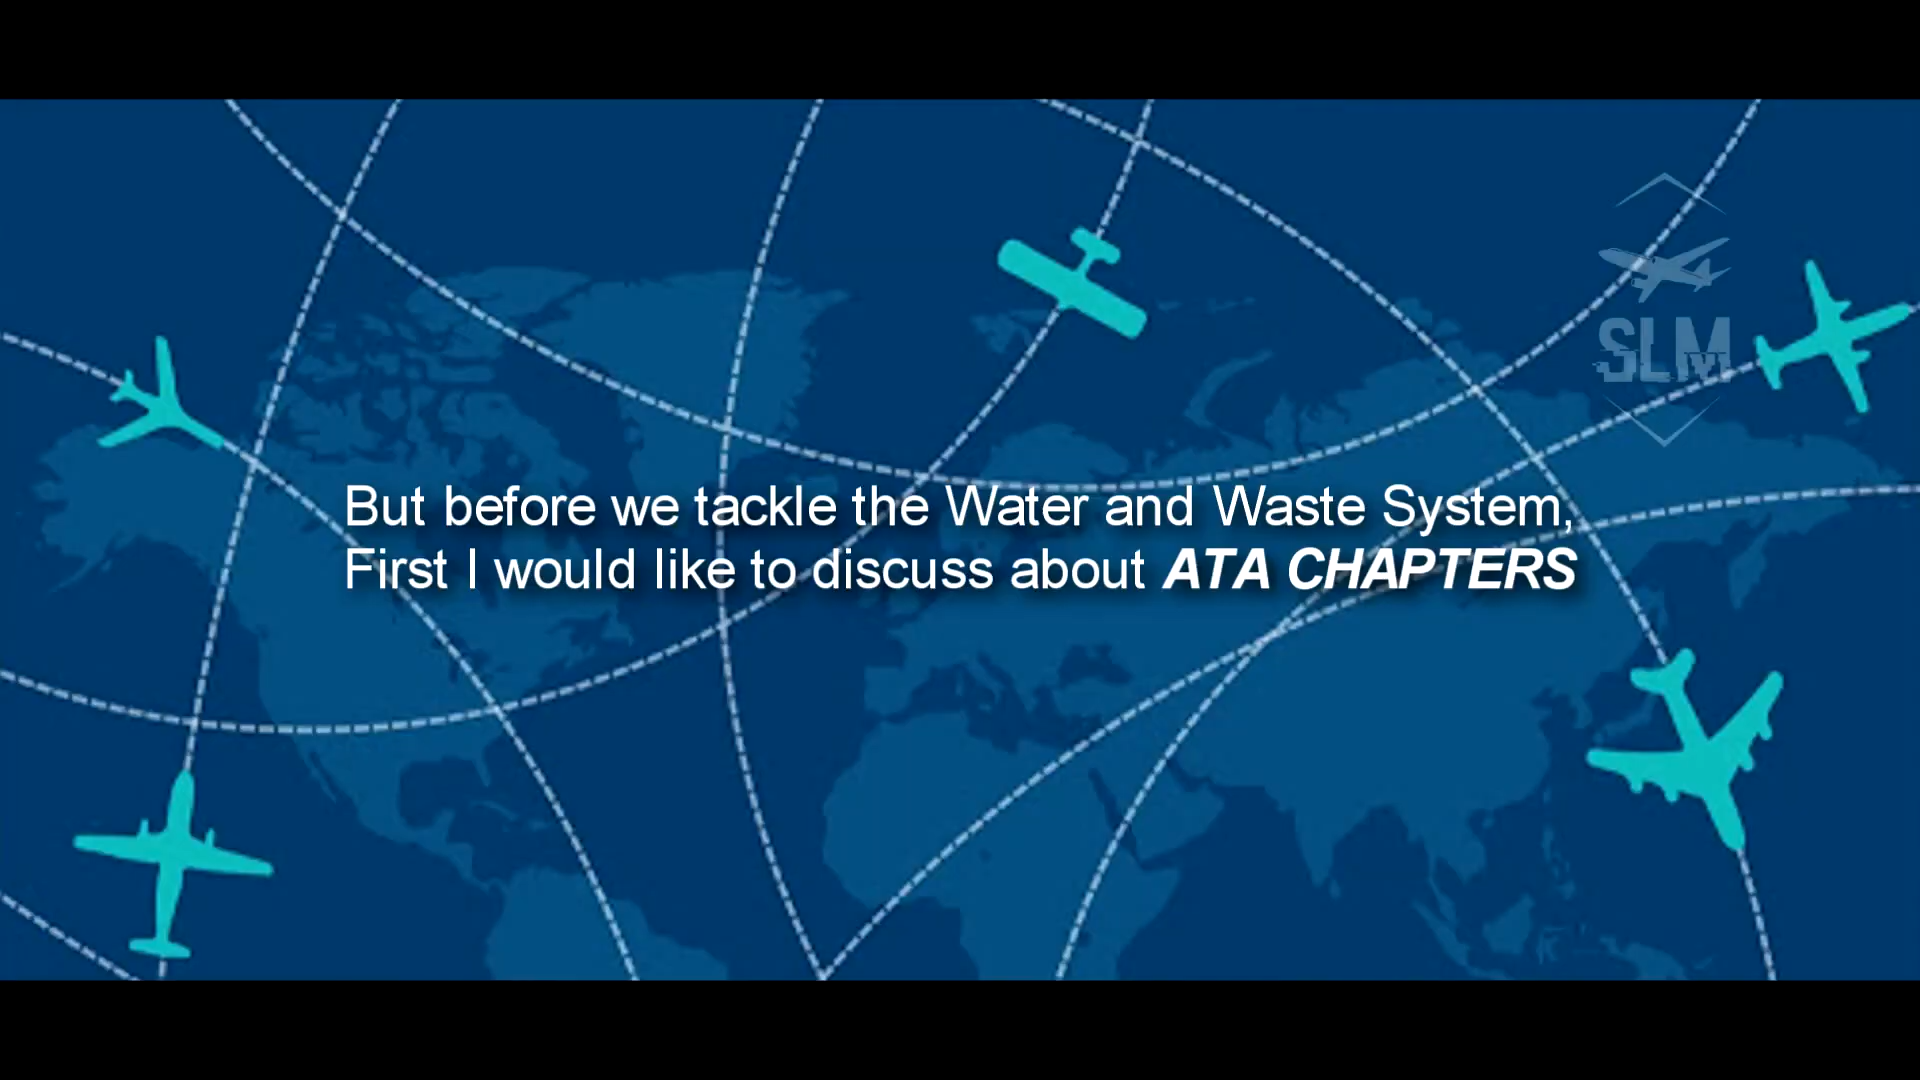 SLM
But before we tackle the Water and Waste System,
First I would like to discuss about ATA CHAPTERS